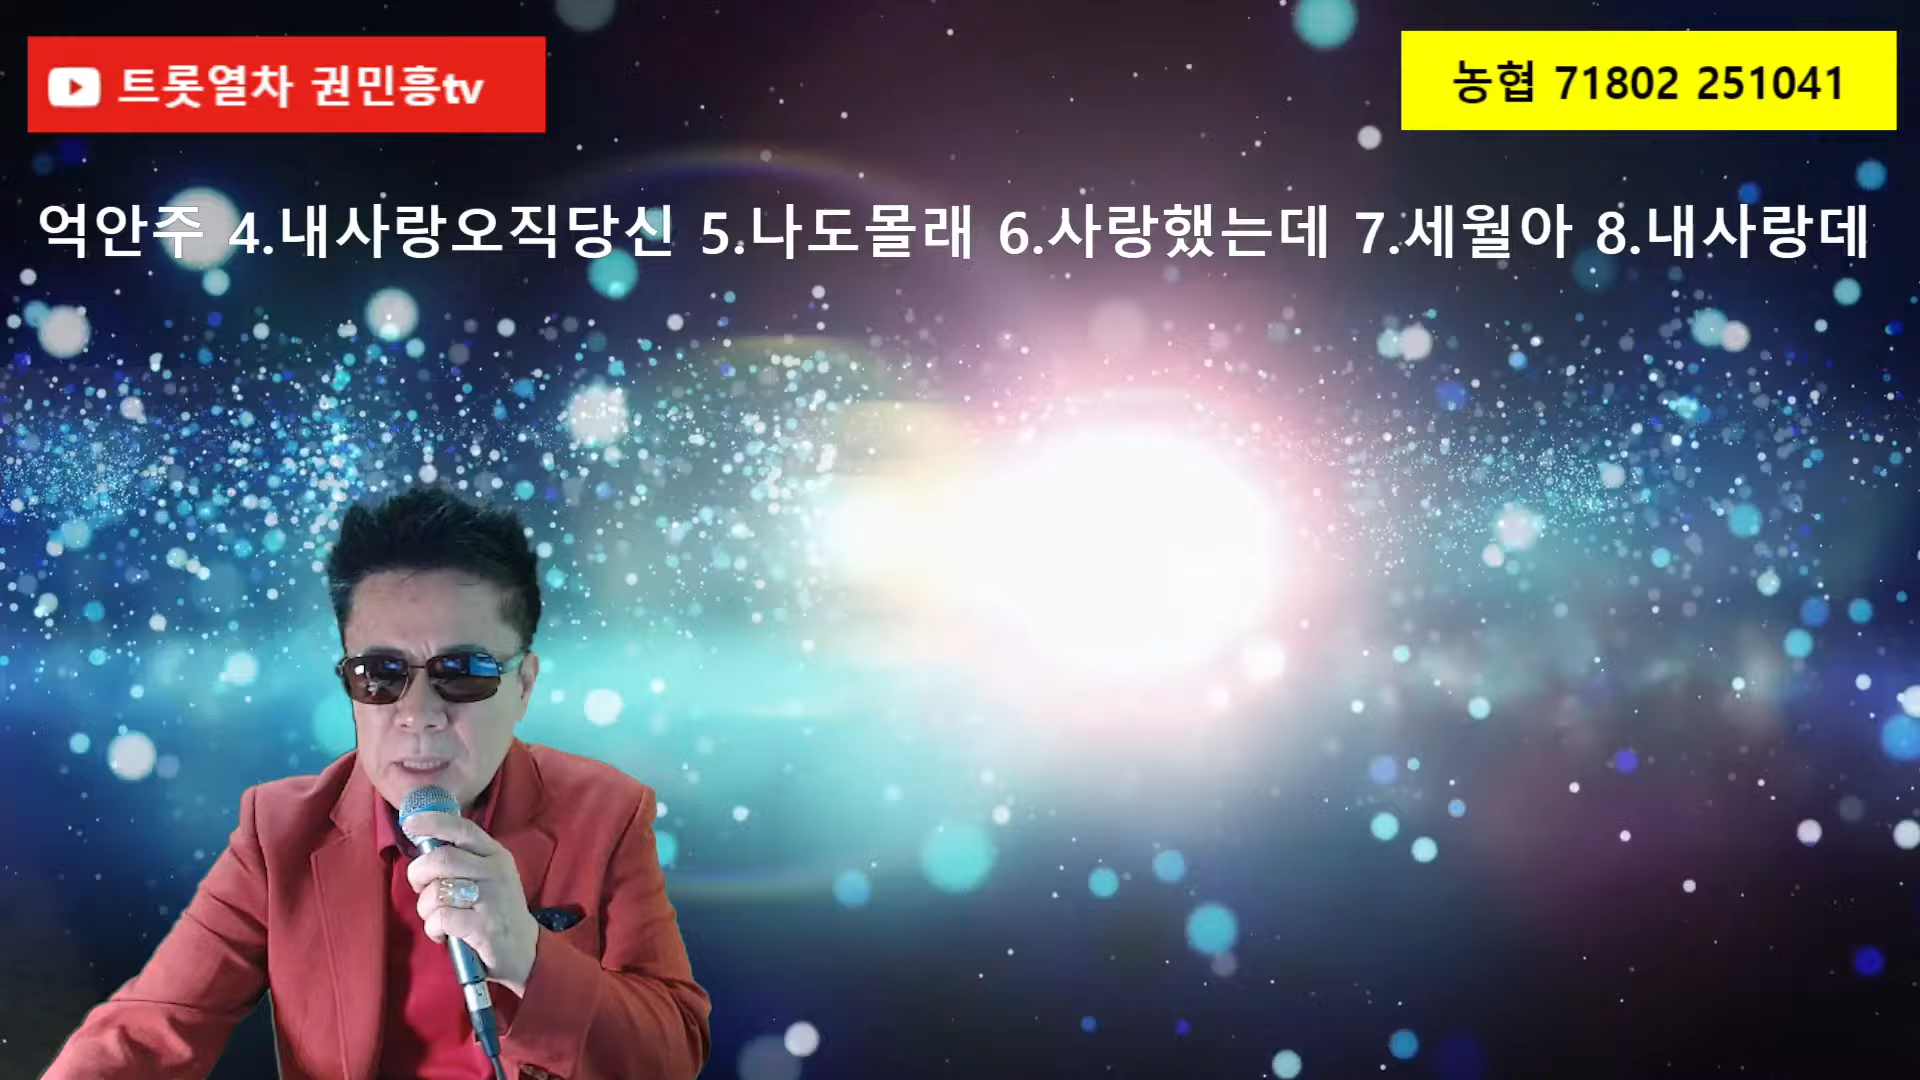 트롯열차 권민흥tv
농협 71802 251041
억안주 4.내사랑오직당신 5.나도몰래 6.사랑했는데 7.세월아 8.내사랑데